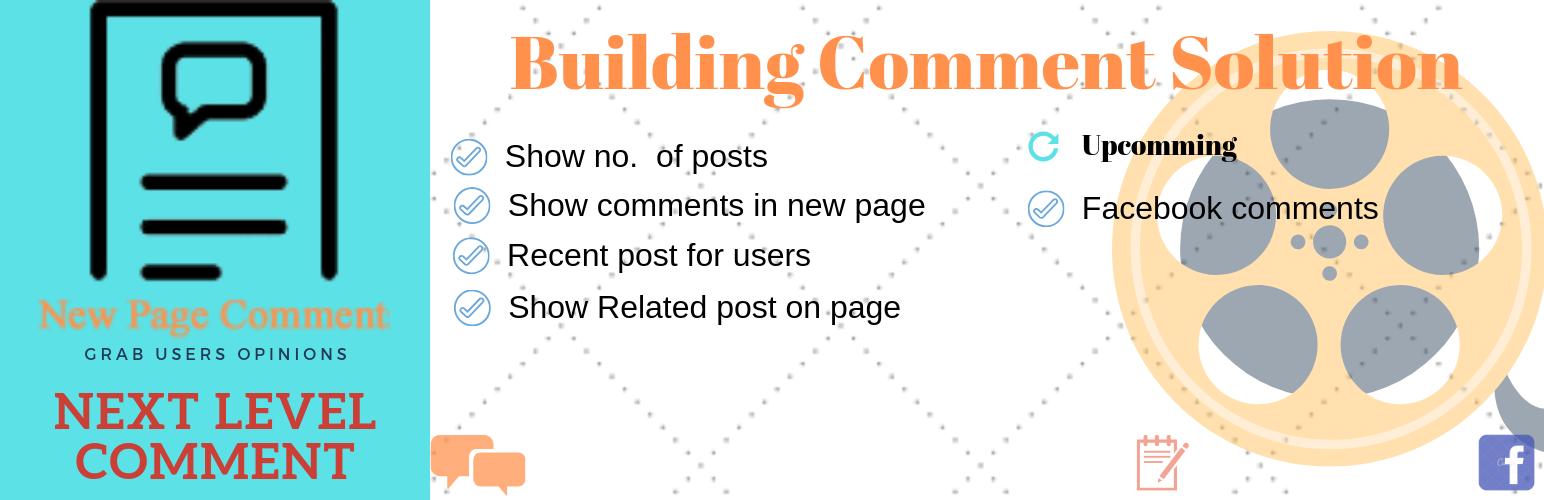 New Page Comment
GRAB USERS OPINIONS
NEXT LEVEL
COMMENT
Building Comment Solution
Show no. of posts
Show comments in new page
Recent post for users
Show Related post on page
Upcomming
Facebook comments